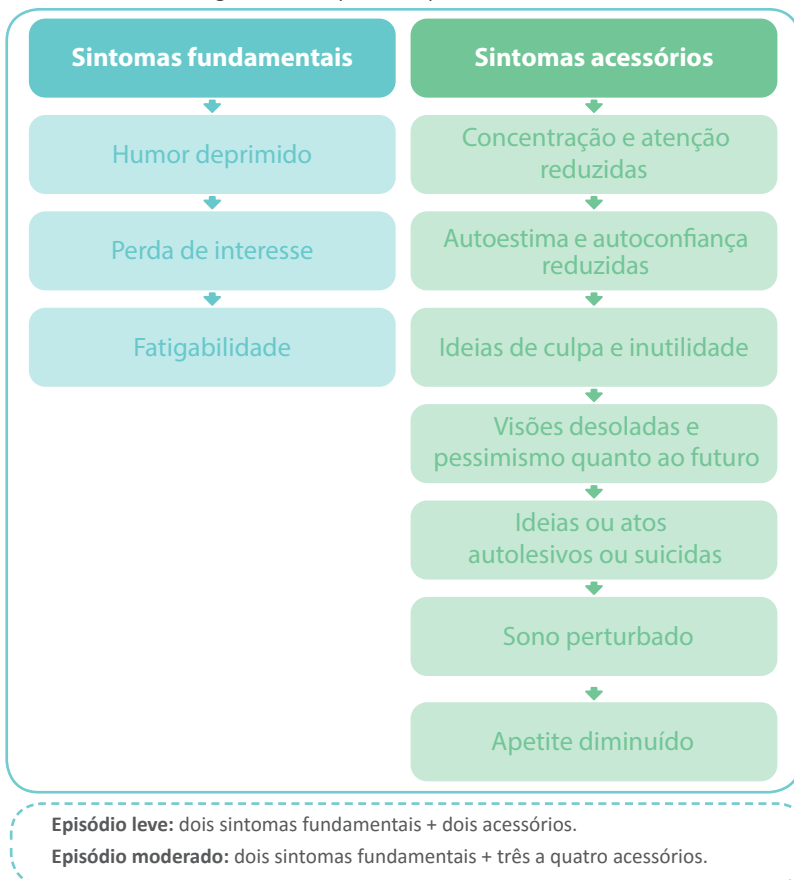 Sintomas fundamentais
Humor deprimido
Perda de interesse
Fatigabilidade
Sintomas acessórios
Concentração e atenção
reduzidas
Autoestima e autoconfiança
reduzidas
Ideias de culpa e inutilidade
Visões desoladas e
pessimismo quanto ao futuro
Ideias ou atos
autolesivos ou suicidas
Sono perturbado
Apetite diminuído
Episódio leve: dois sintomas fundamentais + dois acessórios.
Episódio moderado: dois sintomas fundamentais + três a quatro acessórios.